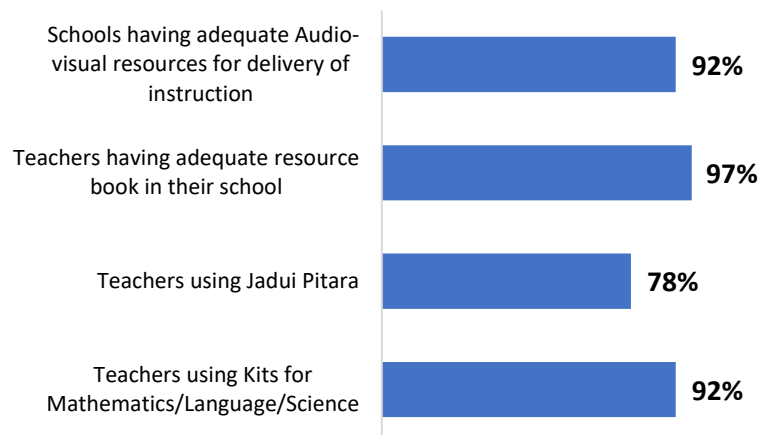 Schools having adequate Audio-
visual resources for delivery of
instruction
92%
Teachers having adequate resource
book in their school
97%
Teachers using Jadui Pitara
78%
Teachers using Kits for
Mathematics/Language/Science
92%